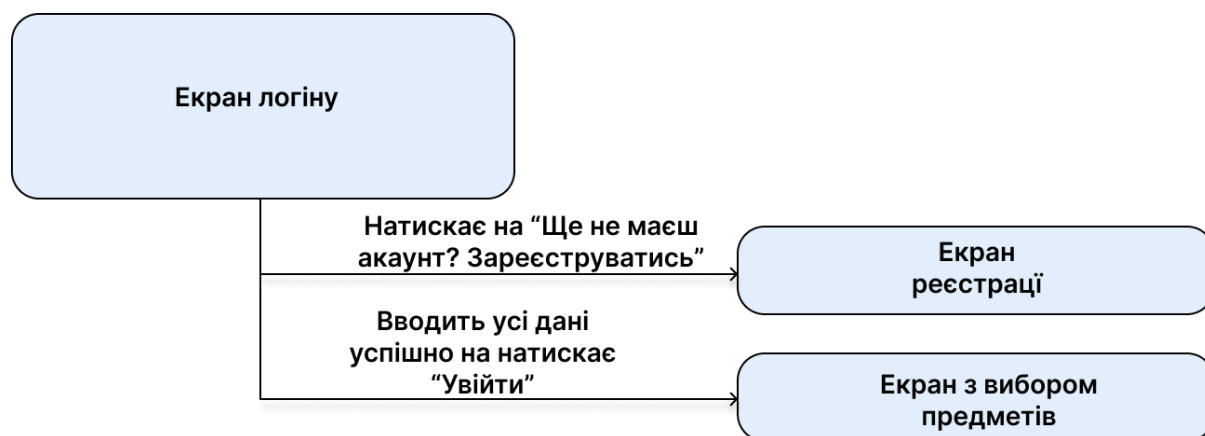 Екран логіну
Натискає на “Ще не маєш
акаунт? Зареєструватись”
Екран
реєстрації
Вводить усі дані
успішно на натискає
“Увійти”
Екран з вибором
предметів